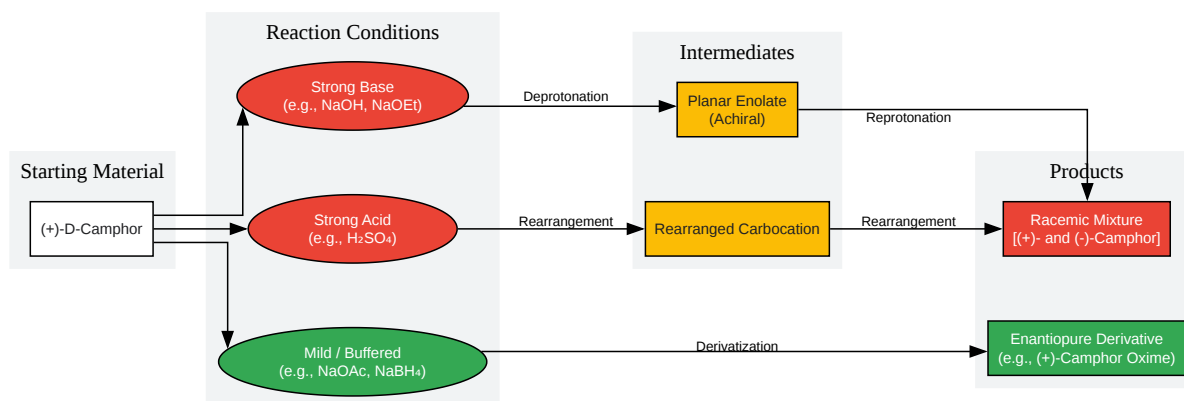 Reaction Conditions
Intermediates
Starting Material
Products
Strong Base
(e.g., NaOH, NaOEt)
Deprotonation
Planar Enolate
(Achiral)
Reprotonation
(+)-D-Camphor
Strong Acid
(e.g., H₂SO₄)
Rearrangement
Rearranged Carbocation
Rearrangement
Racemic Mixture
[(+)- and (-)-Camphor]
Mild / Buffered
(e.g., NaOAc, NaBH₄)
Derivatization
Enantiopure Derivative
(e.g., (+)-Camphor Oxime)